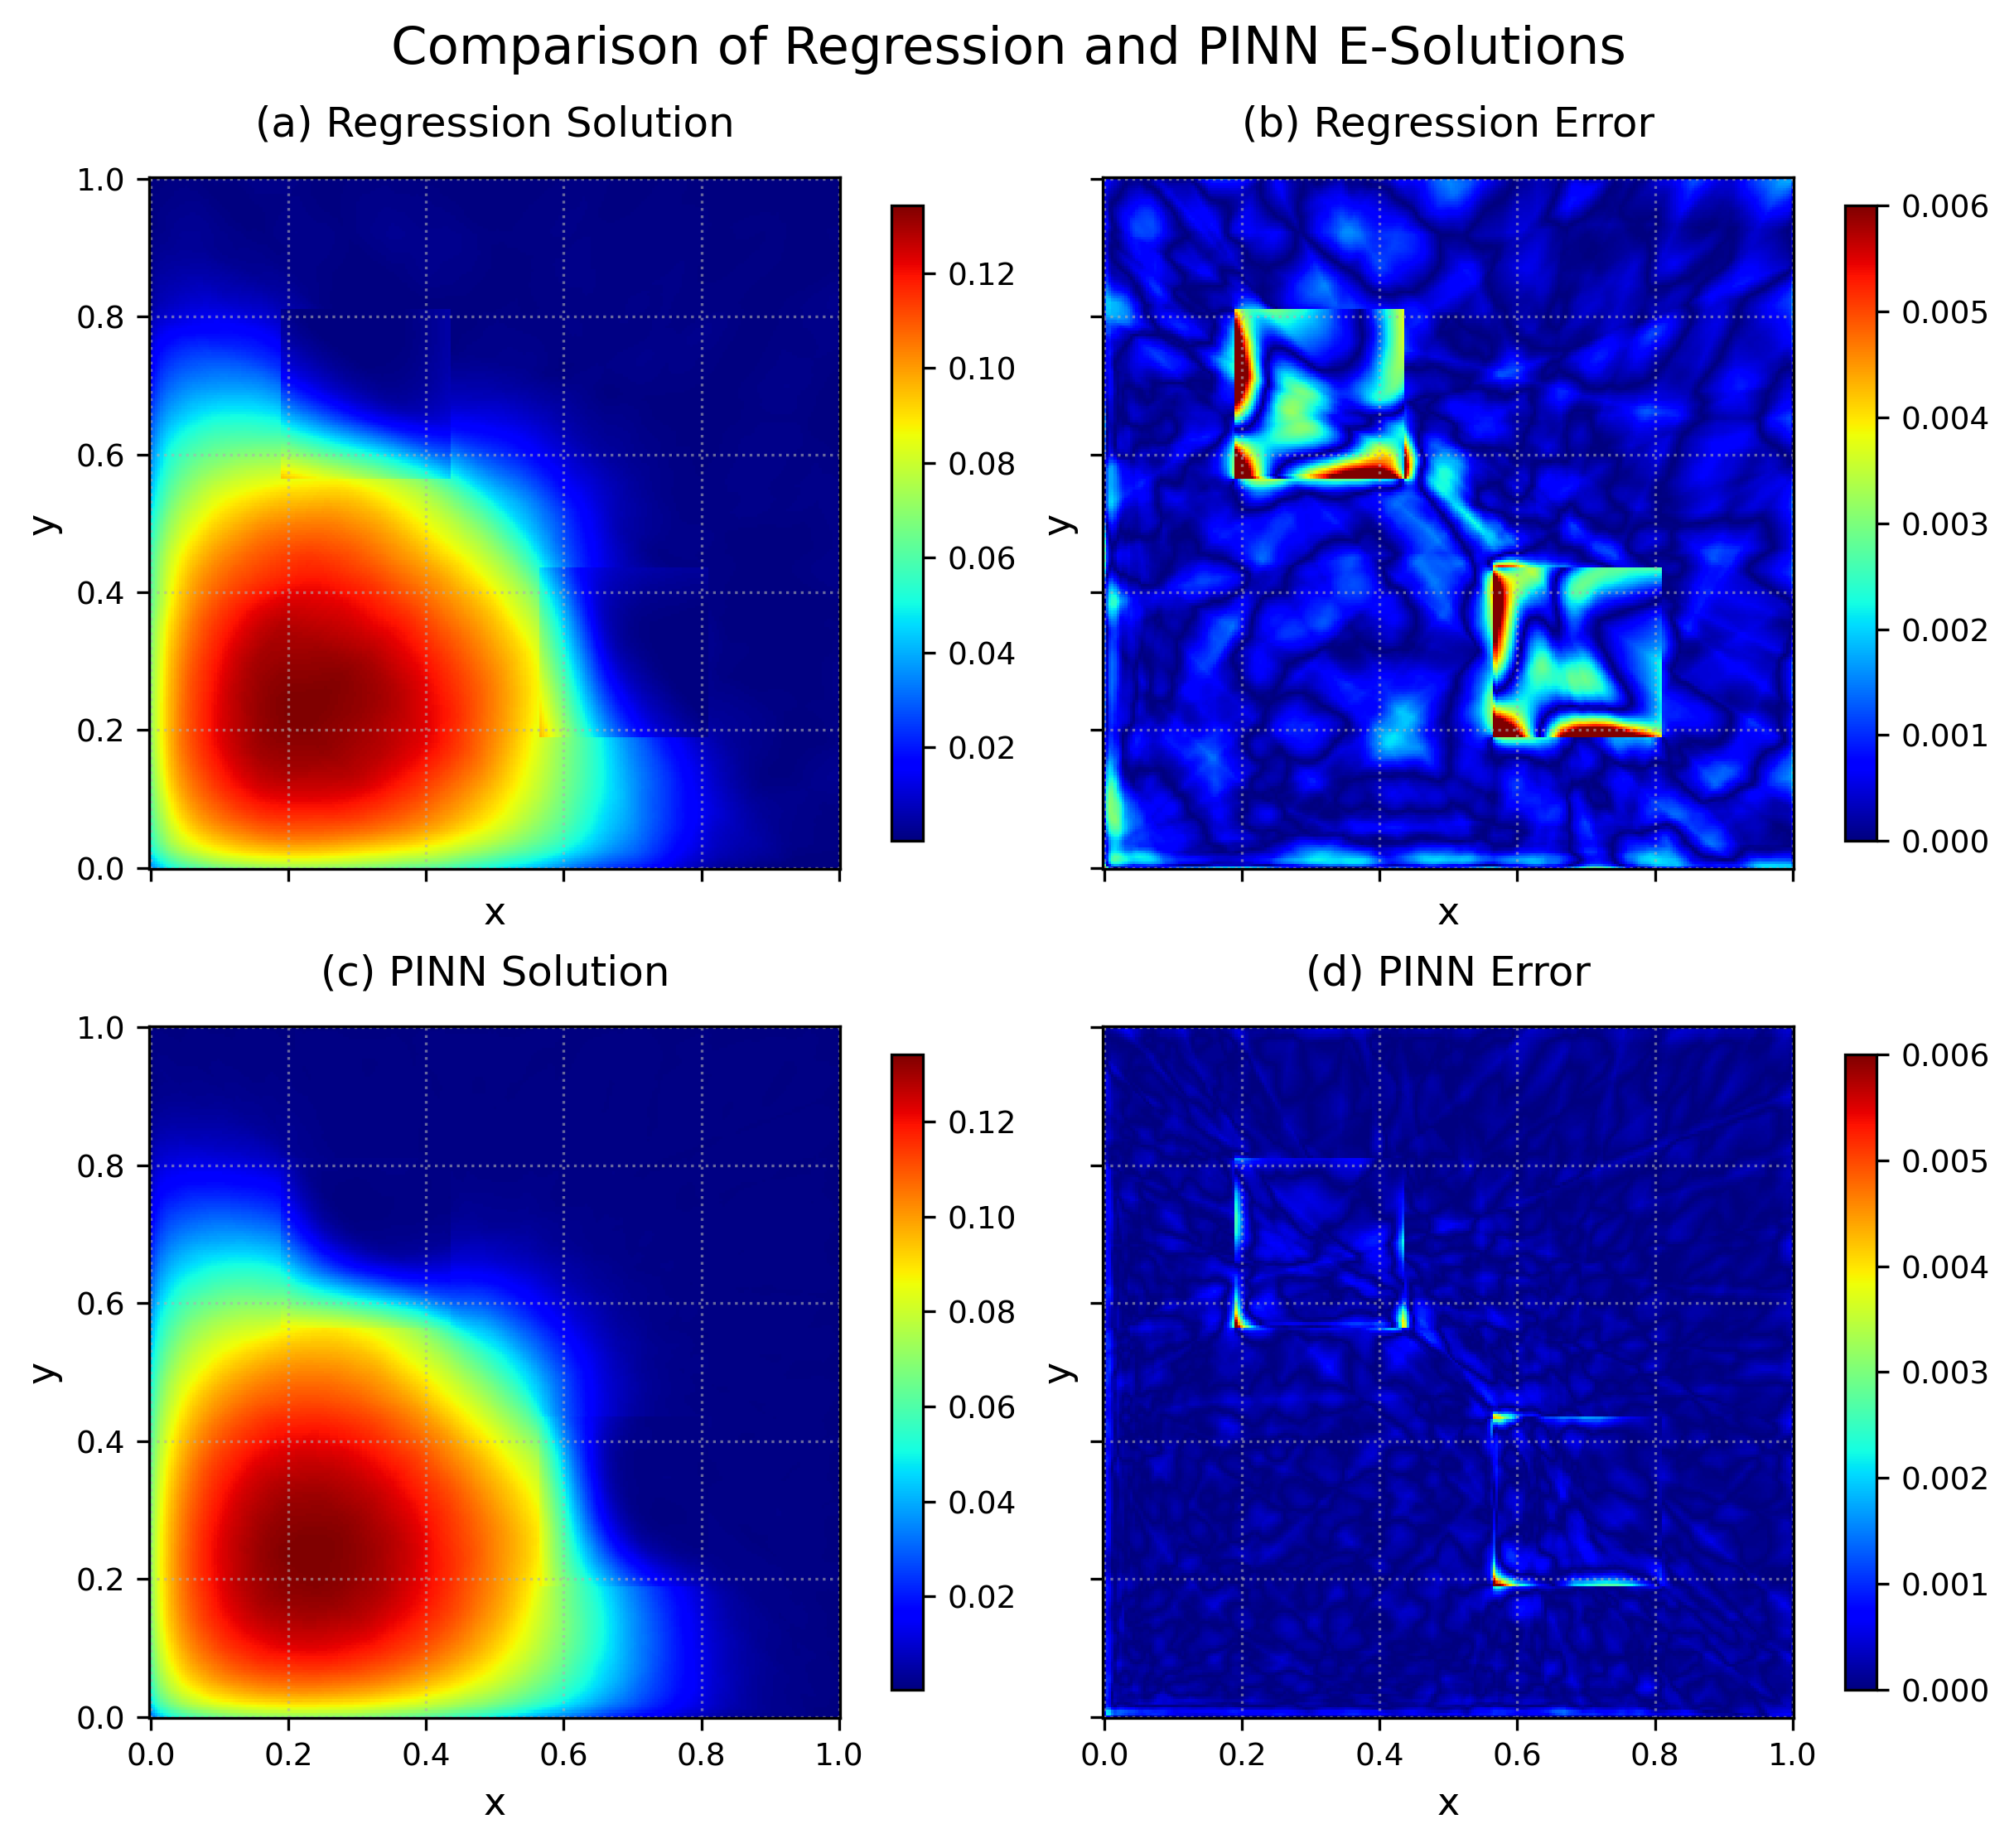 Comparison of Regression and PINN E-Solutions
(a) Regression Solution
(b) Regression Error
1.0
0.8
0.6
0.4
0.2
0.0
y
x
0.12
0.10
0.08
0.06
0.04
0.02
y
x
0.006
0.005
0.004
0.003
0.002
0.001
0.000
(c) PINN Solution
(d) PINN Error
1.0
0.8
0.6
0.4
0.2
0.0
y
0.0 0.2 0.4 0.6 0.8 1.0
x
0.12
0.10
0.08
0.06
0.04
0.02
y
0.0 0.2 0.4 0.6 0.8 1.0
x
0.006
0.005
0.004
0.003
0.002
0.001
0.000